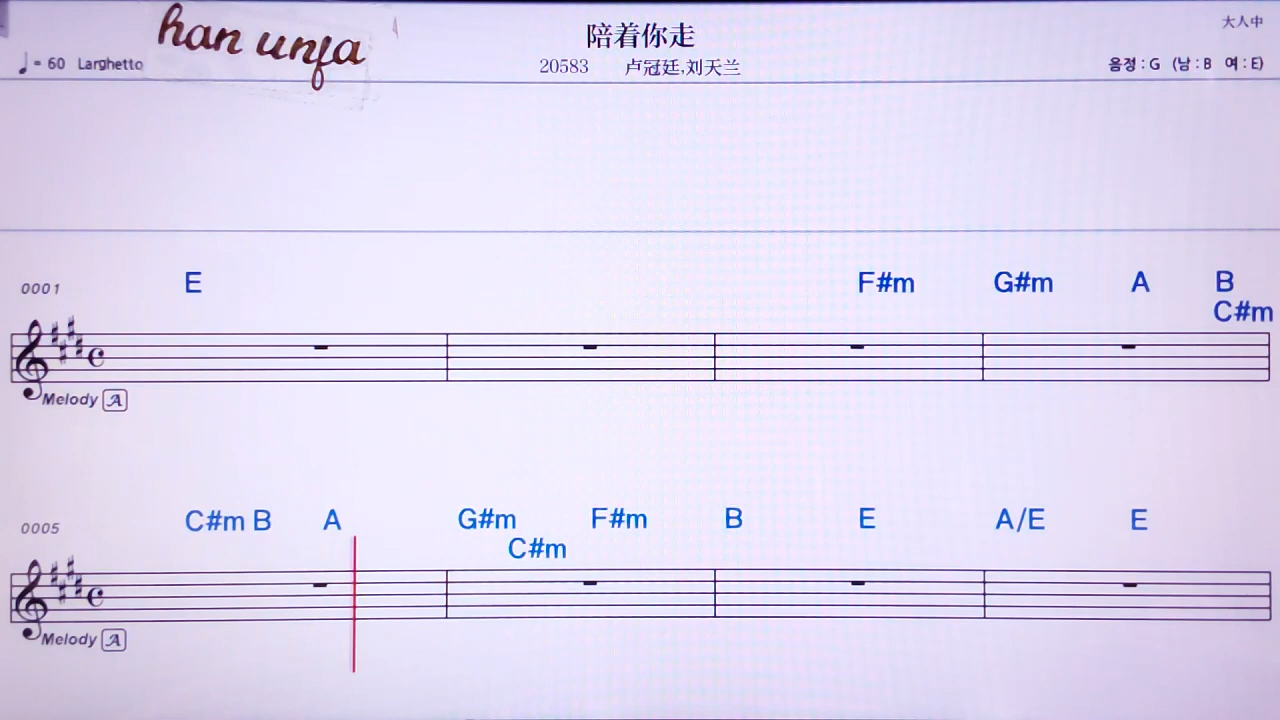 han unfa
陪着你走
大人中
♩= 60 Larghetto
20583 卢冠廷,刘天兰
음정 : G (남 : B 여 : E)
E F#m G#m A B
0001
C#m
Melody A
C#m B A G#m F#m B E A/E E
0005
C#m
Melody A